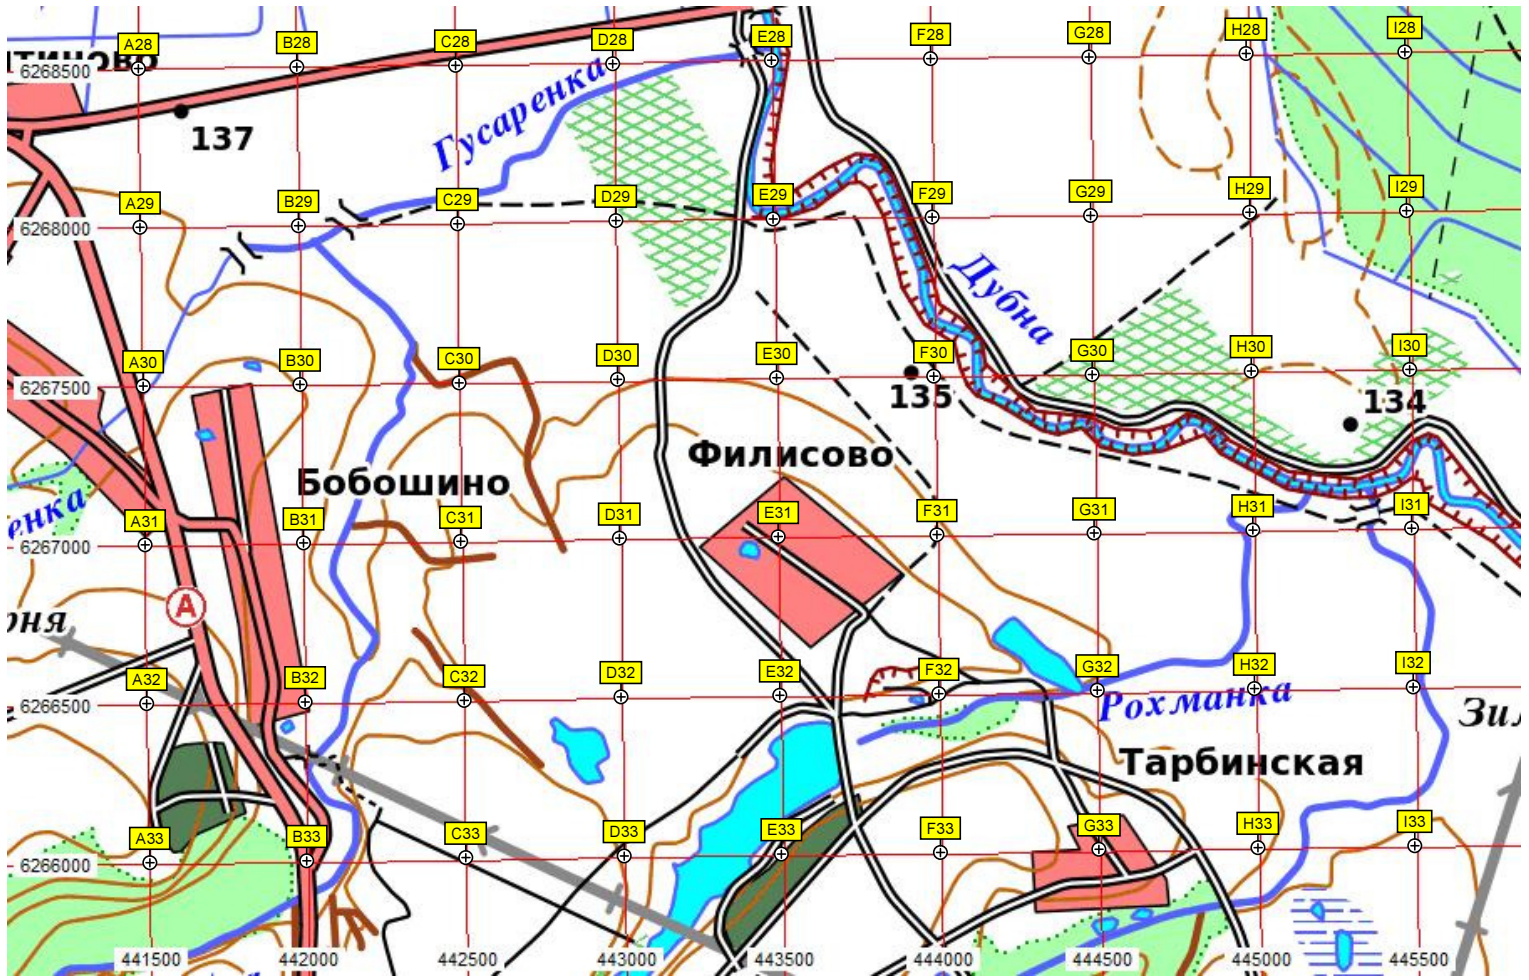 A28 B28 C28 D28 E28 F28 G28 H28 I28
6268500
Гусаренка
137
A29 B29 C29 D29 E29 F29 G29 H29 I29
6268000
Дубна
A30 B30 C30 D30 E30 F30 G30 H30 I30
6267500
135
134
Филисово
Бобошино
енка
A31 B31 C31 D31 E31 F31 G31 H31 I31
6267000
А
рня
A32 B32 C32 D32 E32 F32 G32 H32 I32
6266500
Рохманка
Зил
Тарбинская
A33 B33 C33 D33 E33 F33 G33 H33 I33
6266000
441500 442000 442500 443000 443500 444000 444500 445000 445500